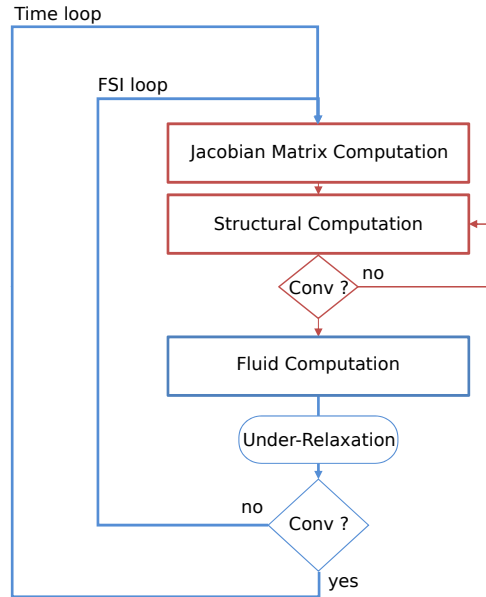 Time loop
FSI loop
Jacobian Matrix Computation
Structural Computation
no
Conv ?
Fluid Computation
Under-Relaxation
no
Conv ?
yes